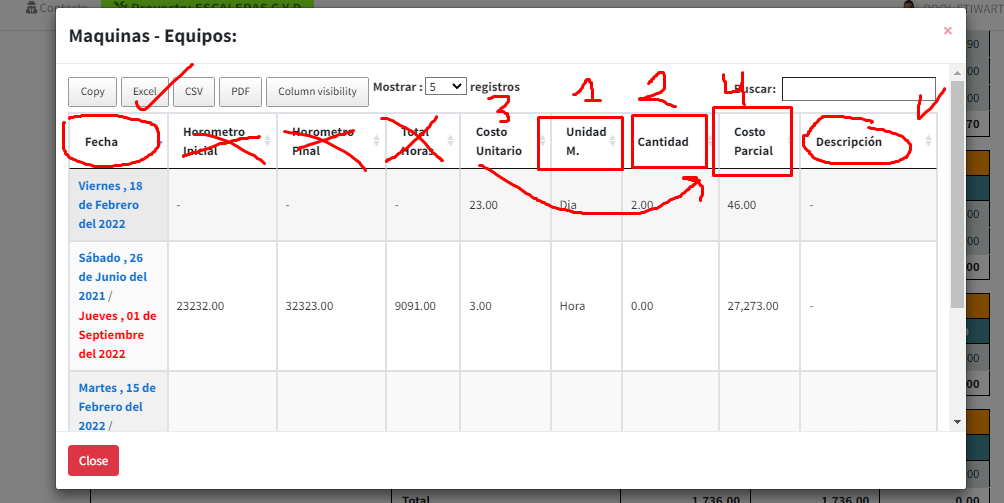 Contacto Proyecto: ESCALERAS C Y D
Maquinas - Equipos:
×
Copy Excel CSV PDF Column visibility Mostrar : 5 registros Buscar:
3 1 2 4
Fecha Horometro Inicial Horometro Final Total Horas Costo Unitario Unidad M. Cantidad Costo Parcial Descripción
Viernes , 18 de Febrero del 2022 - - - 23.00 Dia 2.00 46.00 -
Sábado , 26 de Junio del 2021 / Jueves , 01 de Septiembre del 2022 23232.00 32323.00 9091.00 3.00 Hora 0.00 27,273.00 -
Martes , 15 de Febrero del 2022 /
Close
Total 1,736.00 1,736.00 0.00